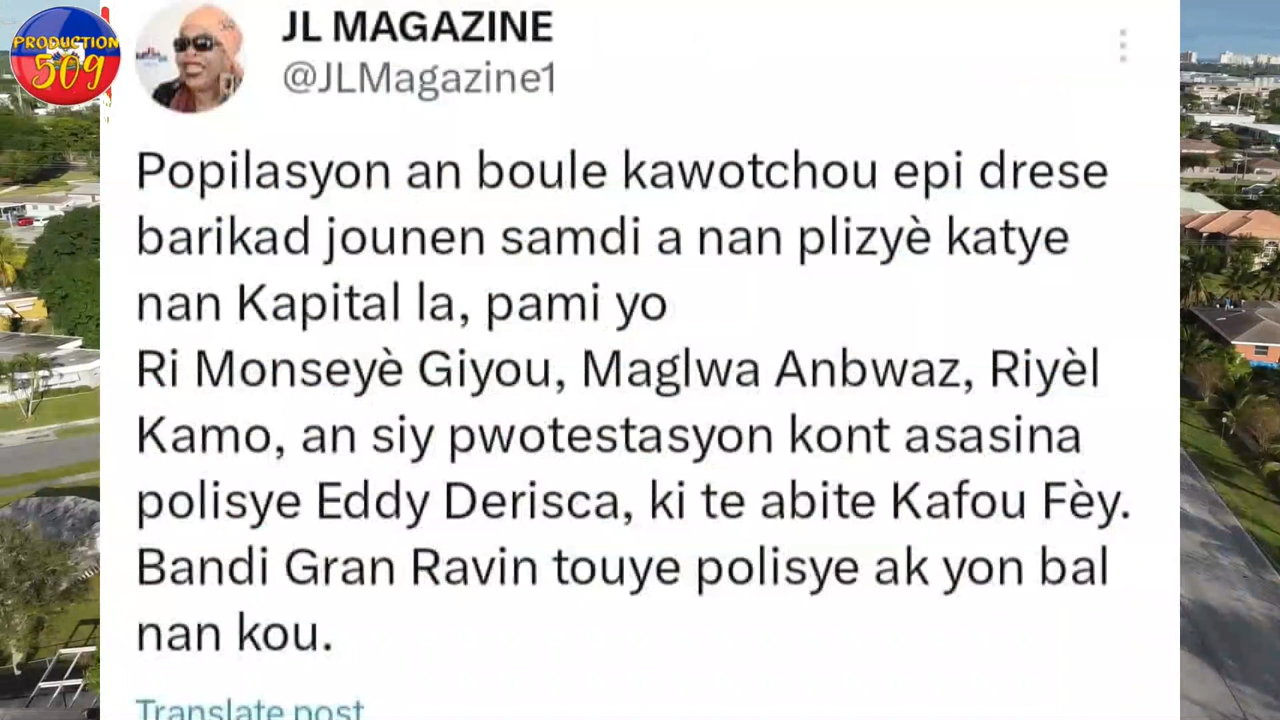 PRODUCTION
509
JL MAGAZINE
@JLMagazine1
Popilasyon an boule kawotchou epi drese
barikad jounen samdi a nan plizyè katye
nan Kapital la, pami yo
Ri Monseyè Giyou, Maglwa Anbwaz, Riyèl
Kamo, an siy pwotestasyon kont asasina
polisye Eddy Derisca, ki te abite Kafou Fèy.
Bandi Gran Ravin touye polisye ak yon bal
nan kou.
Translate post